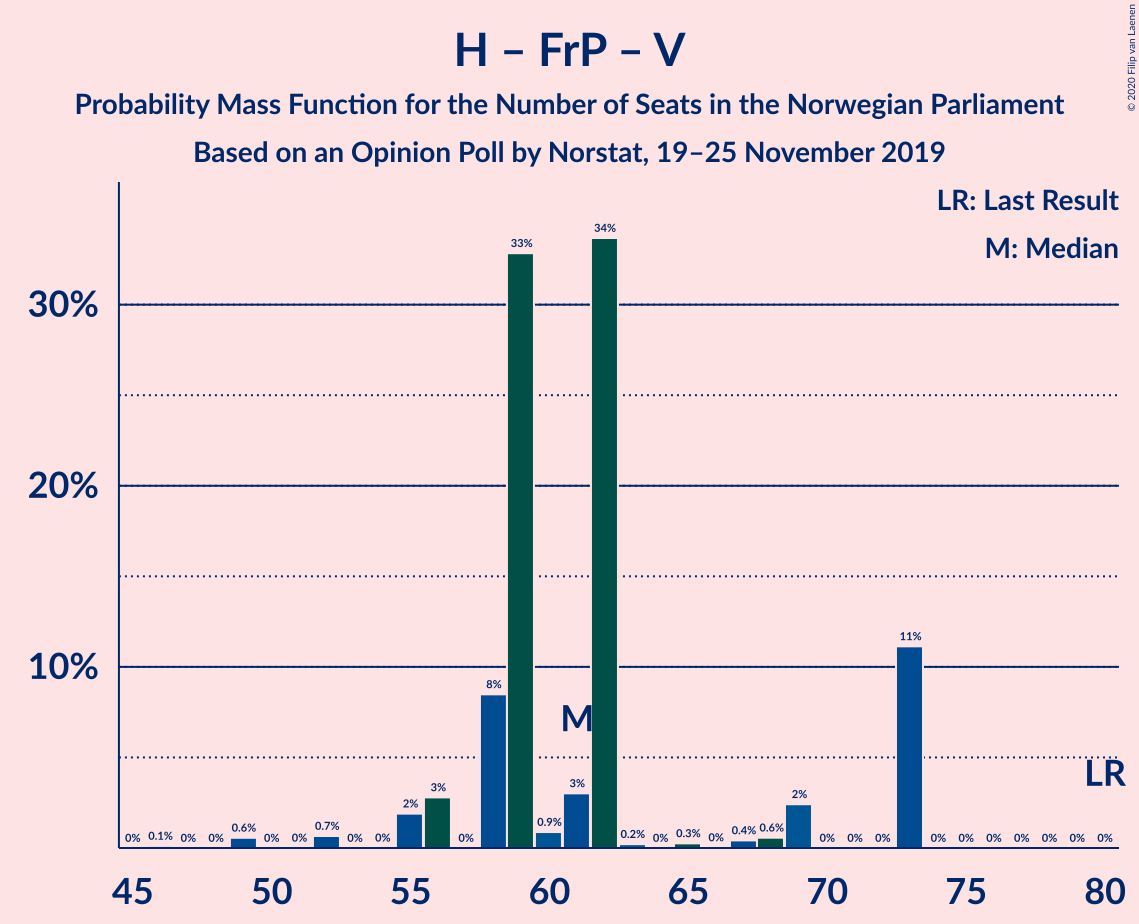 H – FrP – V
Probability Mass Function for the Number of Seats in the Norwegian Parliament
Based on an Opinion Poll by Norstat, 19–25 November 2019
© 2020 Filip van Laenen
LR: Last Result
M: Median
30%
20%
10%
0% 0.1% 0% 0% 0.6% 0% 0% 0.7% 0% 0% 2% 3% 0% 8% 33% 0.9% 3% 34% 0.2% 0% 0.3% 0% 0.4% 0.6% 2% 0% 0% 0% 11% 0% 0% 0% 0% 0% 0% 0%
M
LR
45 50 55 60 65 70 75 80